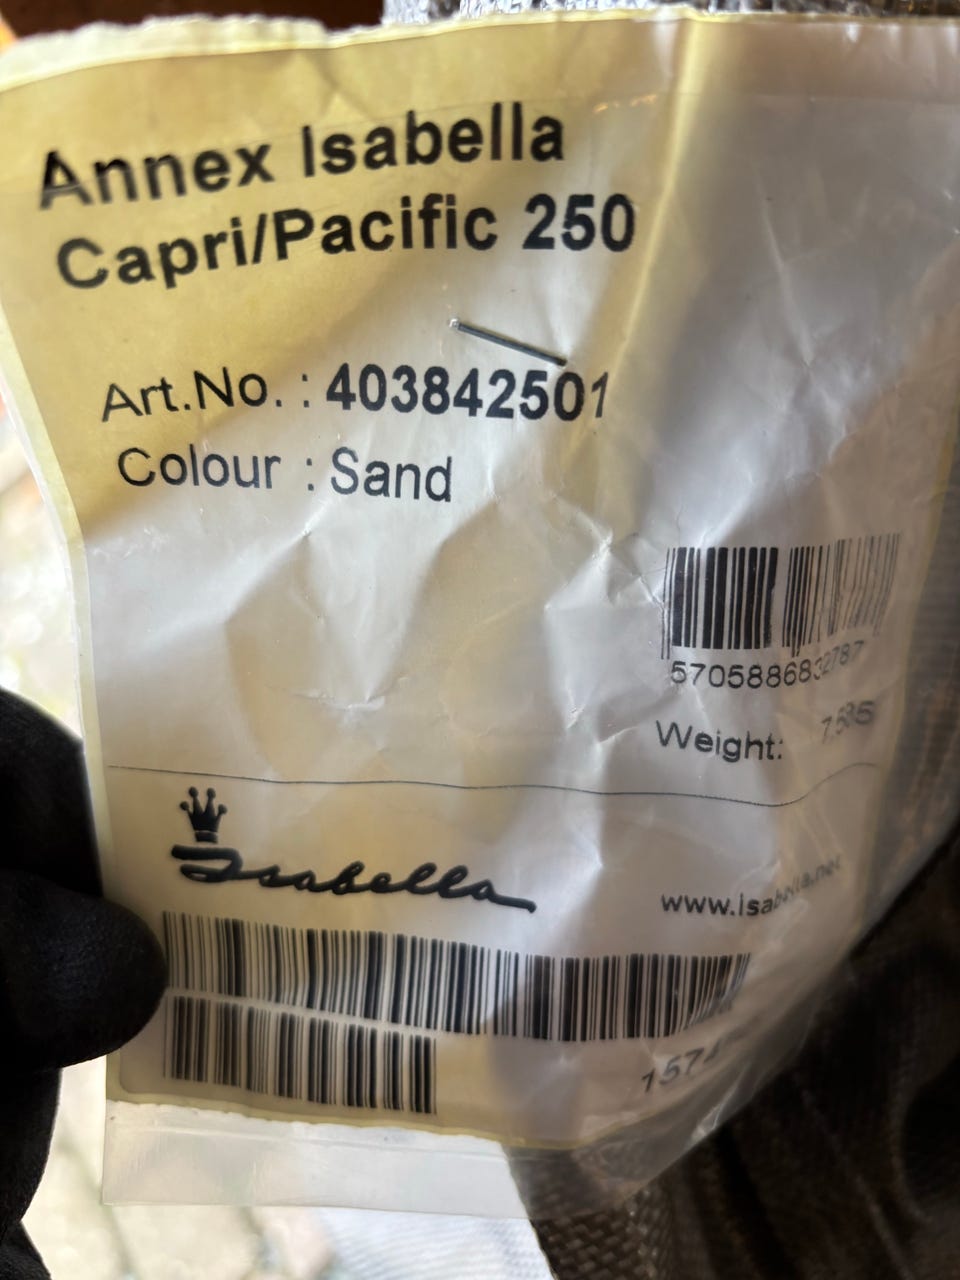 Annex Isabella
Capri/Pacific 250
Art.No. : 403842501
Colour : Sand
5705886832787
Weight:
Isabella
www.Isabella.net